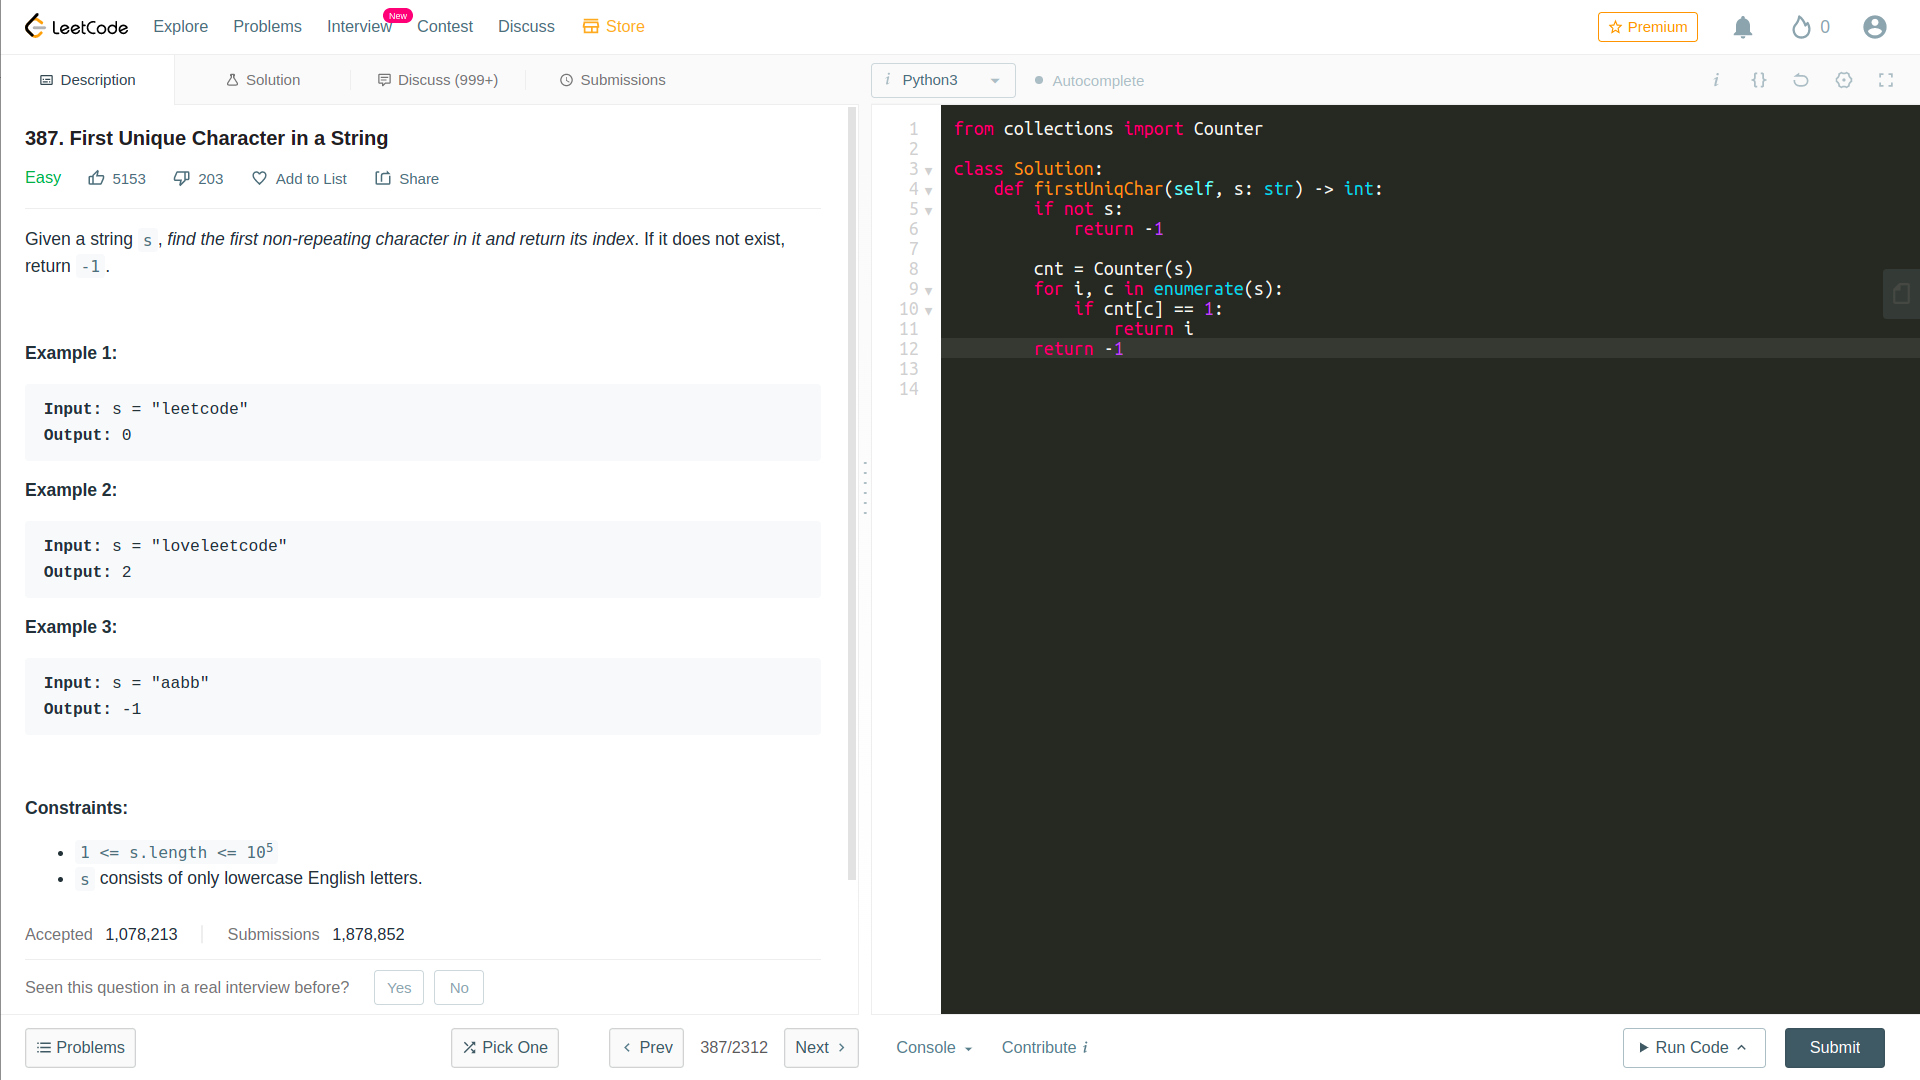 LeetCode Explore Problems Interview New Contest Discuss Store Premium 0
Description Solution Discuss (999+) Submissions i Python3 Autocomplete i {}
387. First Unique Character in a String
Easy 5153 203 Add to List Share
Given a string s, find the first non-repeating character in it and return its index. If it does not exist,
return -1.
Example 1:
Input: s = "leetcode"
Output: 0
Example 2:
Input: s = "loveleetcode"
Output: 2
Example 3:
Input: s = "aabb"
Output: -1
Constraints:
• 1 <= s.length <= 10⁵
• s consists of only lowercase English letters.
Accepted 1,078,213 Submissions 1,878,852
Seen this question in a real interview before? Yes No
1 from collections import Counter
2
3 class Solution:
4     def firstUniqChar(self, s: str) -> int:
5         if not s:
6             return -1
7
8         cnt = Counter(s)
9         for i, c in enumerate(s):
10             if cnt[c] == 1:
11                 return i
12         return -1
13
14
Problems Pick One Prev 387/2312 Next Console Contribute i Run Code Submit